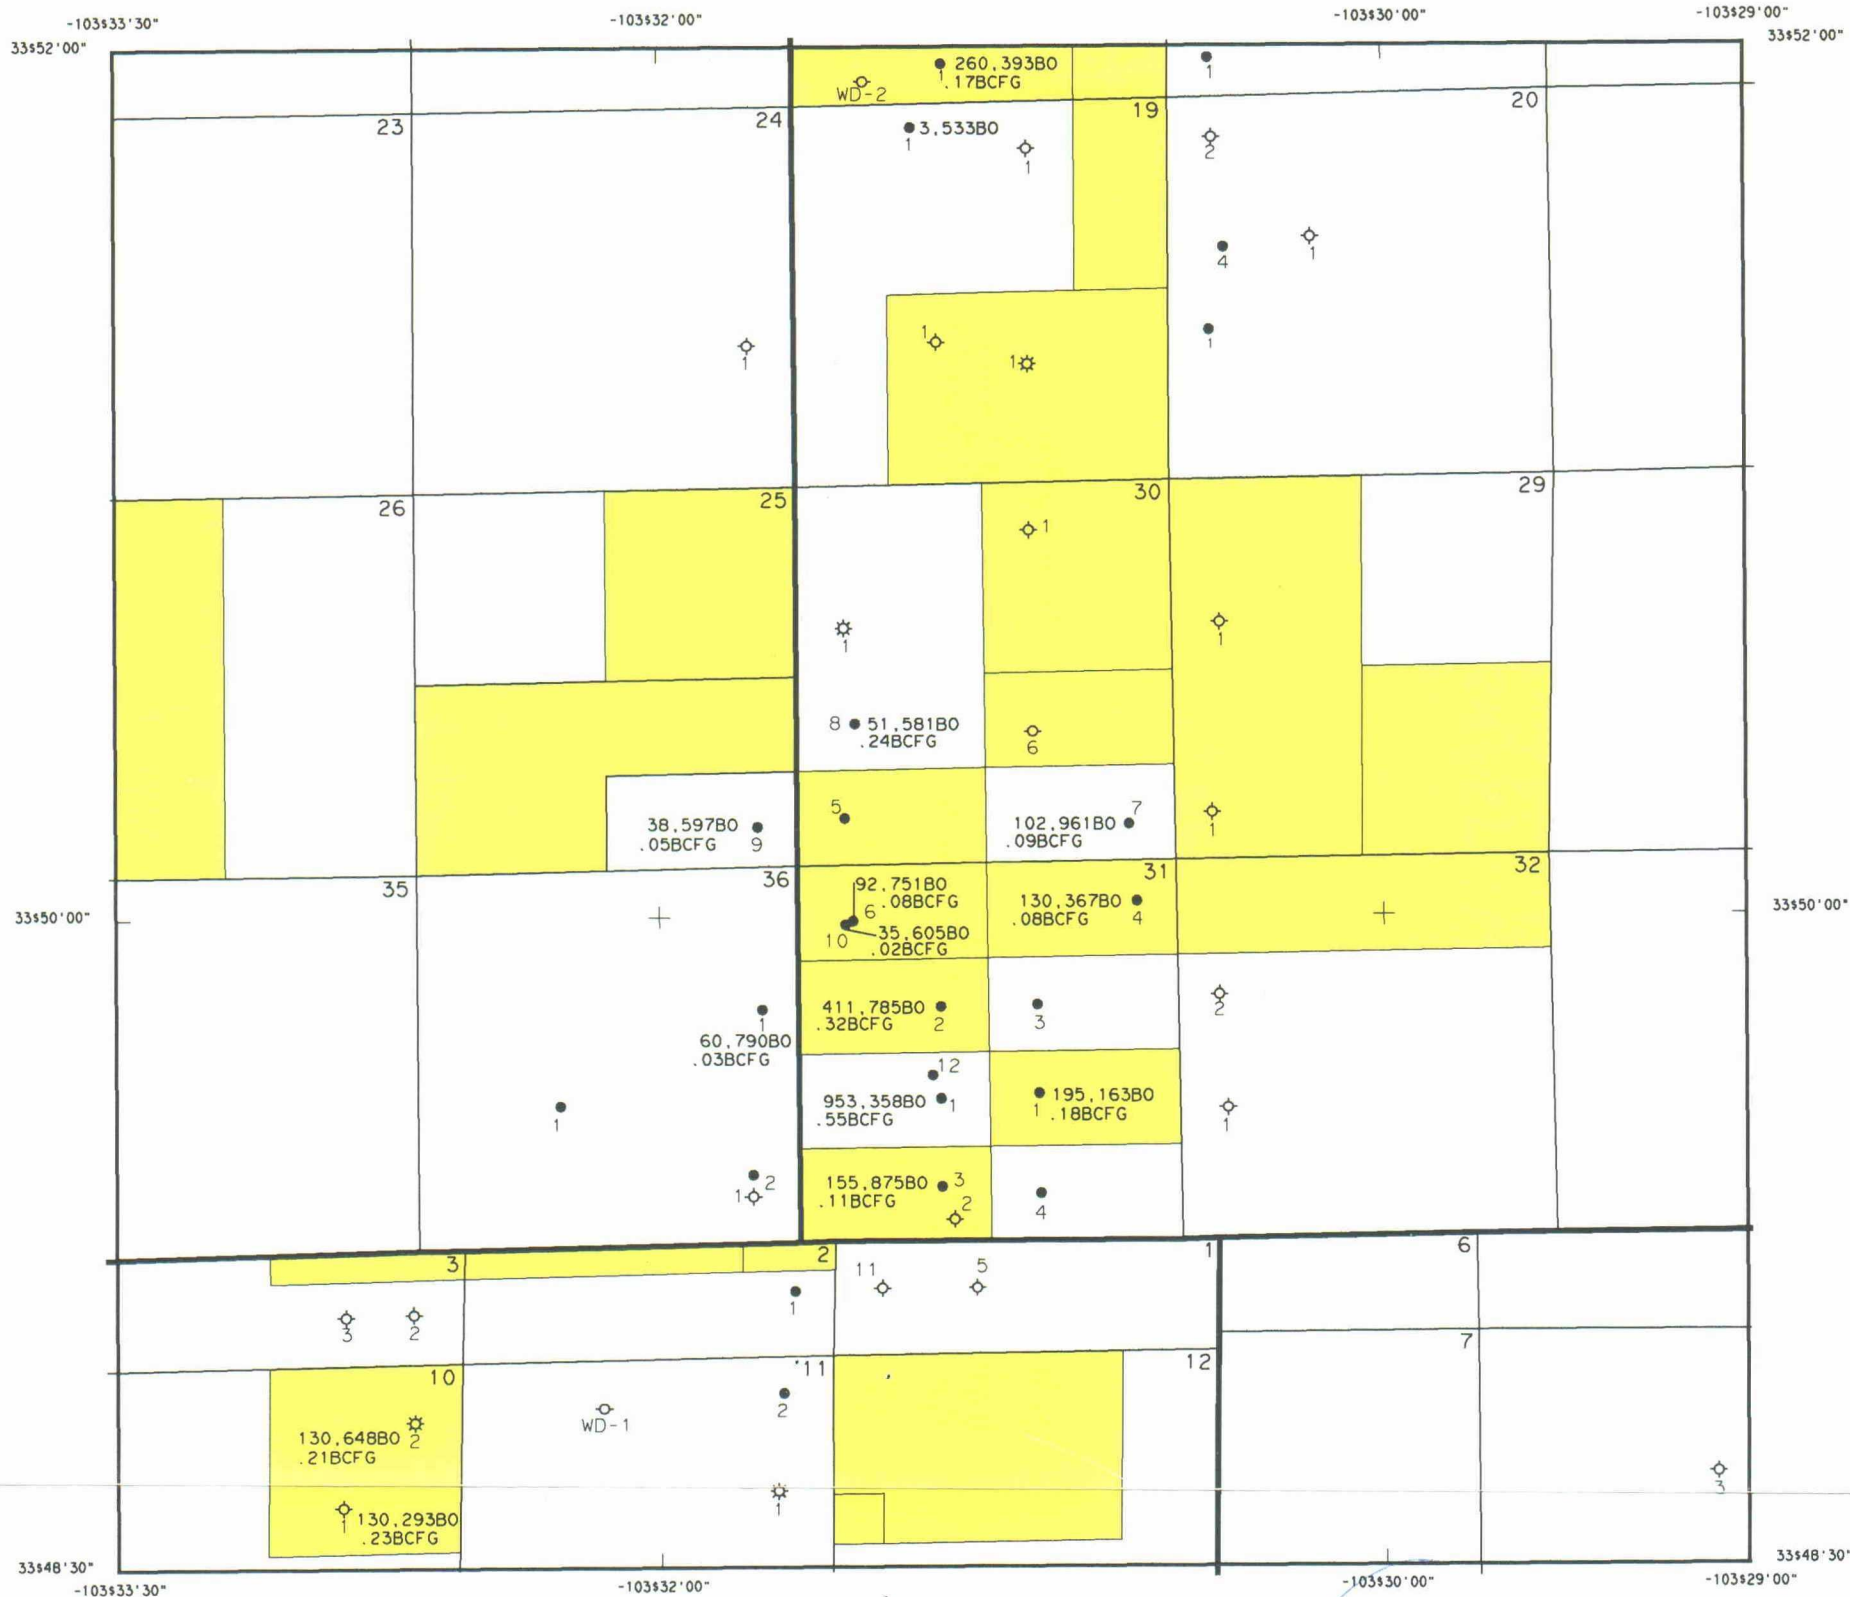 -103$33'30" -103$32'00" -103$30'00" -103$29'00"
33$52'00" 33$52'00"
260,393BO
1 .17BCFG
WD-2
1
23 24 19 20
3,533BO
1
1
2
4
1
1
1
1
1
26 25 30 29
1
1
1
8 51,581BO
.24BCFG
6
5
38,597BO
.05BCFG 9
102,961BO 7
.09BCFG
1
35 36 31 32
92,751BO
.08BCFG
6
10 35,605BO
.02BCFG
130,367BO
.08BCFG 4
33$50'00" 33$50'00"
411,785BO
.32BCFG 2
3
2
1
60,790BO
.03BCFG
12
953,358BO 1
.55BCFG
195,163BO
1 .18BCFG
1
1
2
1
155,875BO 3
.11BCFG 2
4
3 2 1 6
11 5
1
3 2
7
10 11 12
2
WD-1
130,648BO 2
.21BCFG
1
130,293BO
1 .23BCFG
3
33$48'30" 33$48'30"
-103$33'30" -103$32'00" -103$30'00" -103$29'00"